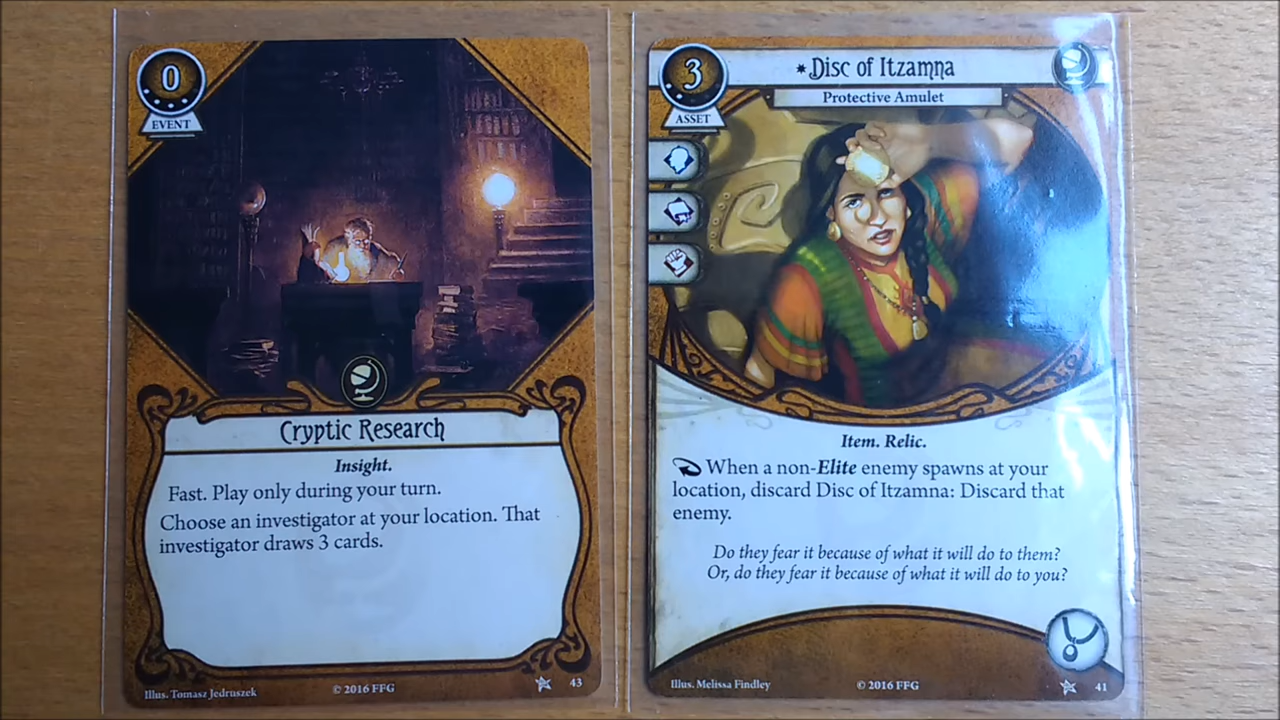 0
EVENT
Cryptic Research
Insight.
Fast. Play only during your turn.
Choose an investigator at your location. That
investigator draws 3 cards.
Illus. Tomasz Jedruszek
© 2016 FFG
43
3
ASSET
Disc of Itzamna
Protective Amulet
Item. Relic.
When a non-Elite enemy spawns at your
location, discard Disc of Itzamna: Discard that
enemy.
Do they fear it because of what it will do to them?
Or, do they fear it because of what it will do to you?
Illus. Melissa Findley
© 2016 FFG
41